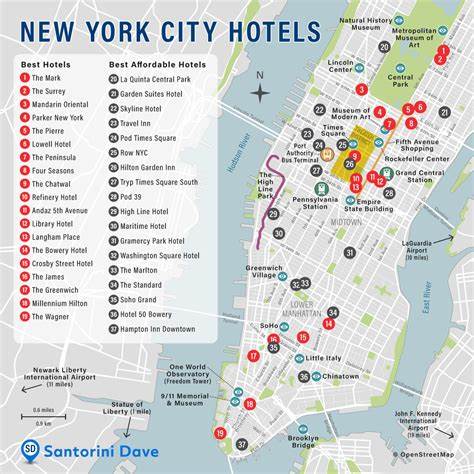 NEW YORK CITY HOTELS
Best Hotels
1 The Mark
2 The Surrey
3 Mandarin Oriental
4 Parker New York
5 The Pierre
6 Lowell Hotel
7 The Peninsula
8 Four Seasons
9 The Chatwal
10 Refinery Hotel
11 Andaz 5th Avenue
12 Library Hotel
13 Langham Place
14 The Bowery Hotel
15 Crosby Street Hotel
16 The James
17 The Greenwich
18 Millennium Hilton
19 The Wagner
Best Affordable Hotels
20 La Quinta Central Park
21 Garden Suites Hotel
22 Skyline Hotel
23 Travel Inn
24 Pod Times Square
25 Row NYC
26 Hilton Garden Inn
27 Tryp Times Square South
28 Pod 39
29 High Line Hotel
30 Maritime Hotel
31 Gramercy Park Hotel
32 Washington Square Hotel
33 The Marlton
34 The Standard
35 Soho Grand
36 Hotel 50 Bowery
37 Hampton Inn Downtown
Natural History
Museum
Metropolitan
Museum of
Art
Lincoln
Center
Central
Park
N
Museum of
Modern Art
Times
Square
Fifth Avenue
Shopping
Rockefeller Center
Port
Authority
Bus Terminal
Grand Central
Station
Hudson River
The
High
Line
Park
Pennsylvania
Station
Empire
State Building
MIDTOWN
LaGuardia
Airport
(10 miles)
Greenwich
Village
East River
LOWER
MANHATTAN
SoHo
Little Italy
Chinatown
One World
Observatory
(Freedom Tower)
9/11 Memorial
& Museum
Brooklyn
Bridge
Newark Liberty
International Airport
(11 miles)
Statue of
Liberty (1 mile)
John F. Kennedy
International
Airport
0.6 miles
0.9 km
SD Santorini Dave
© OpenStreetMap